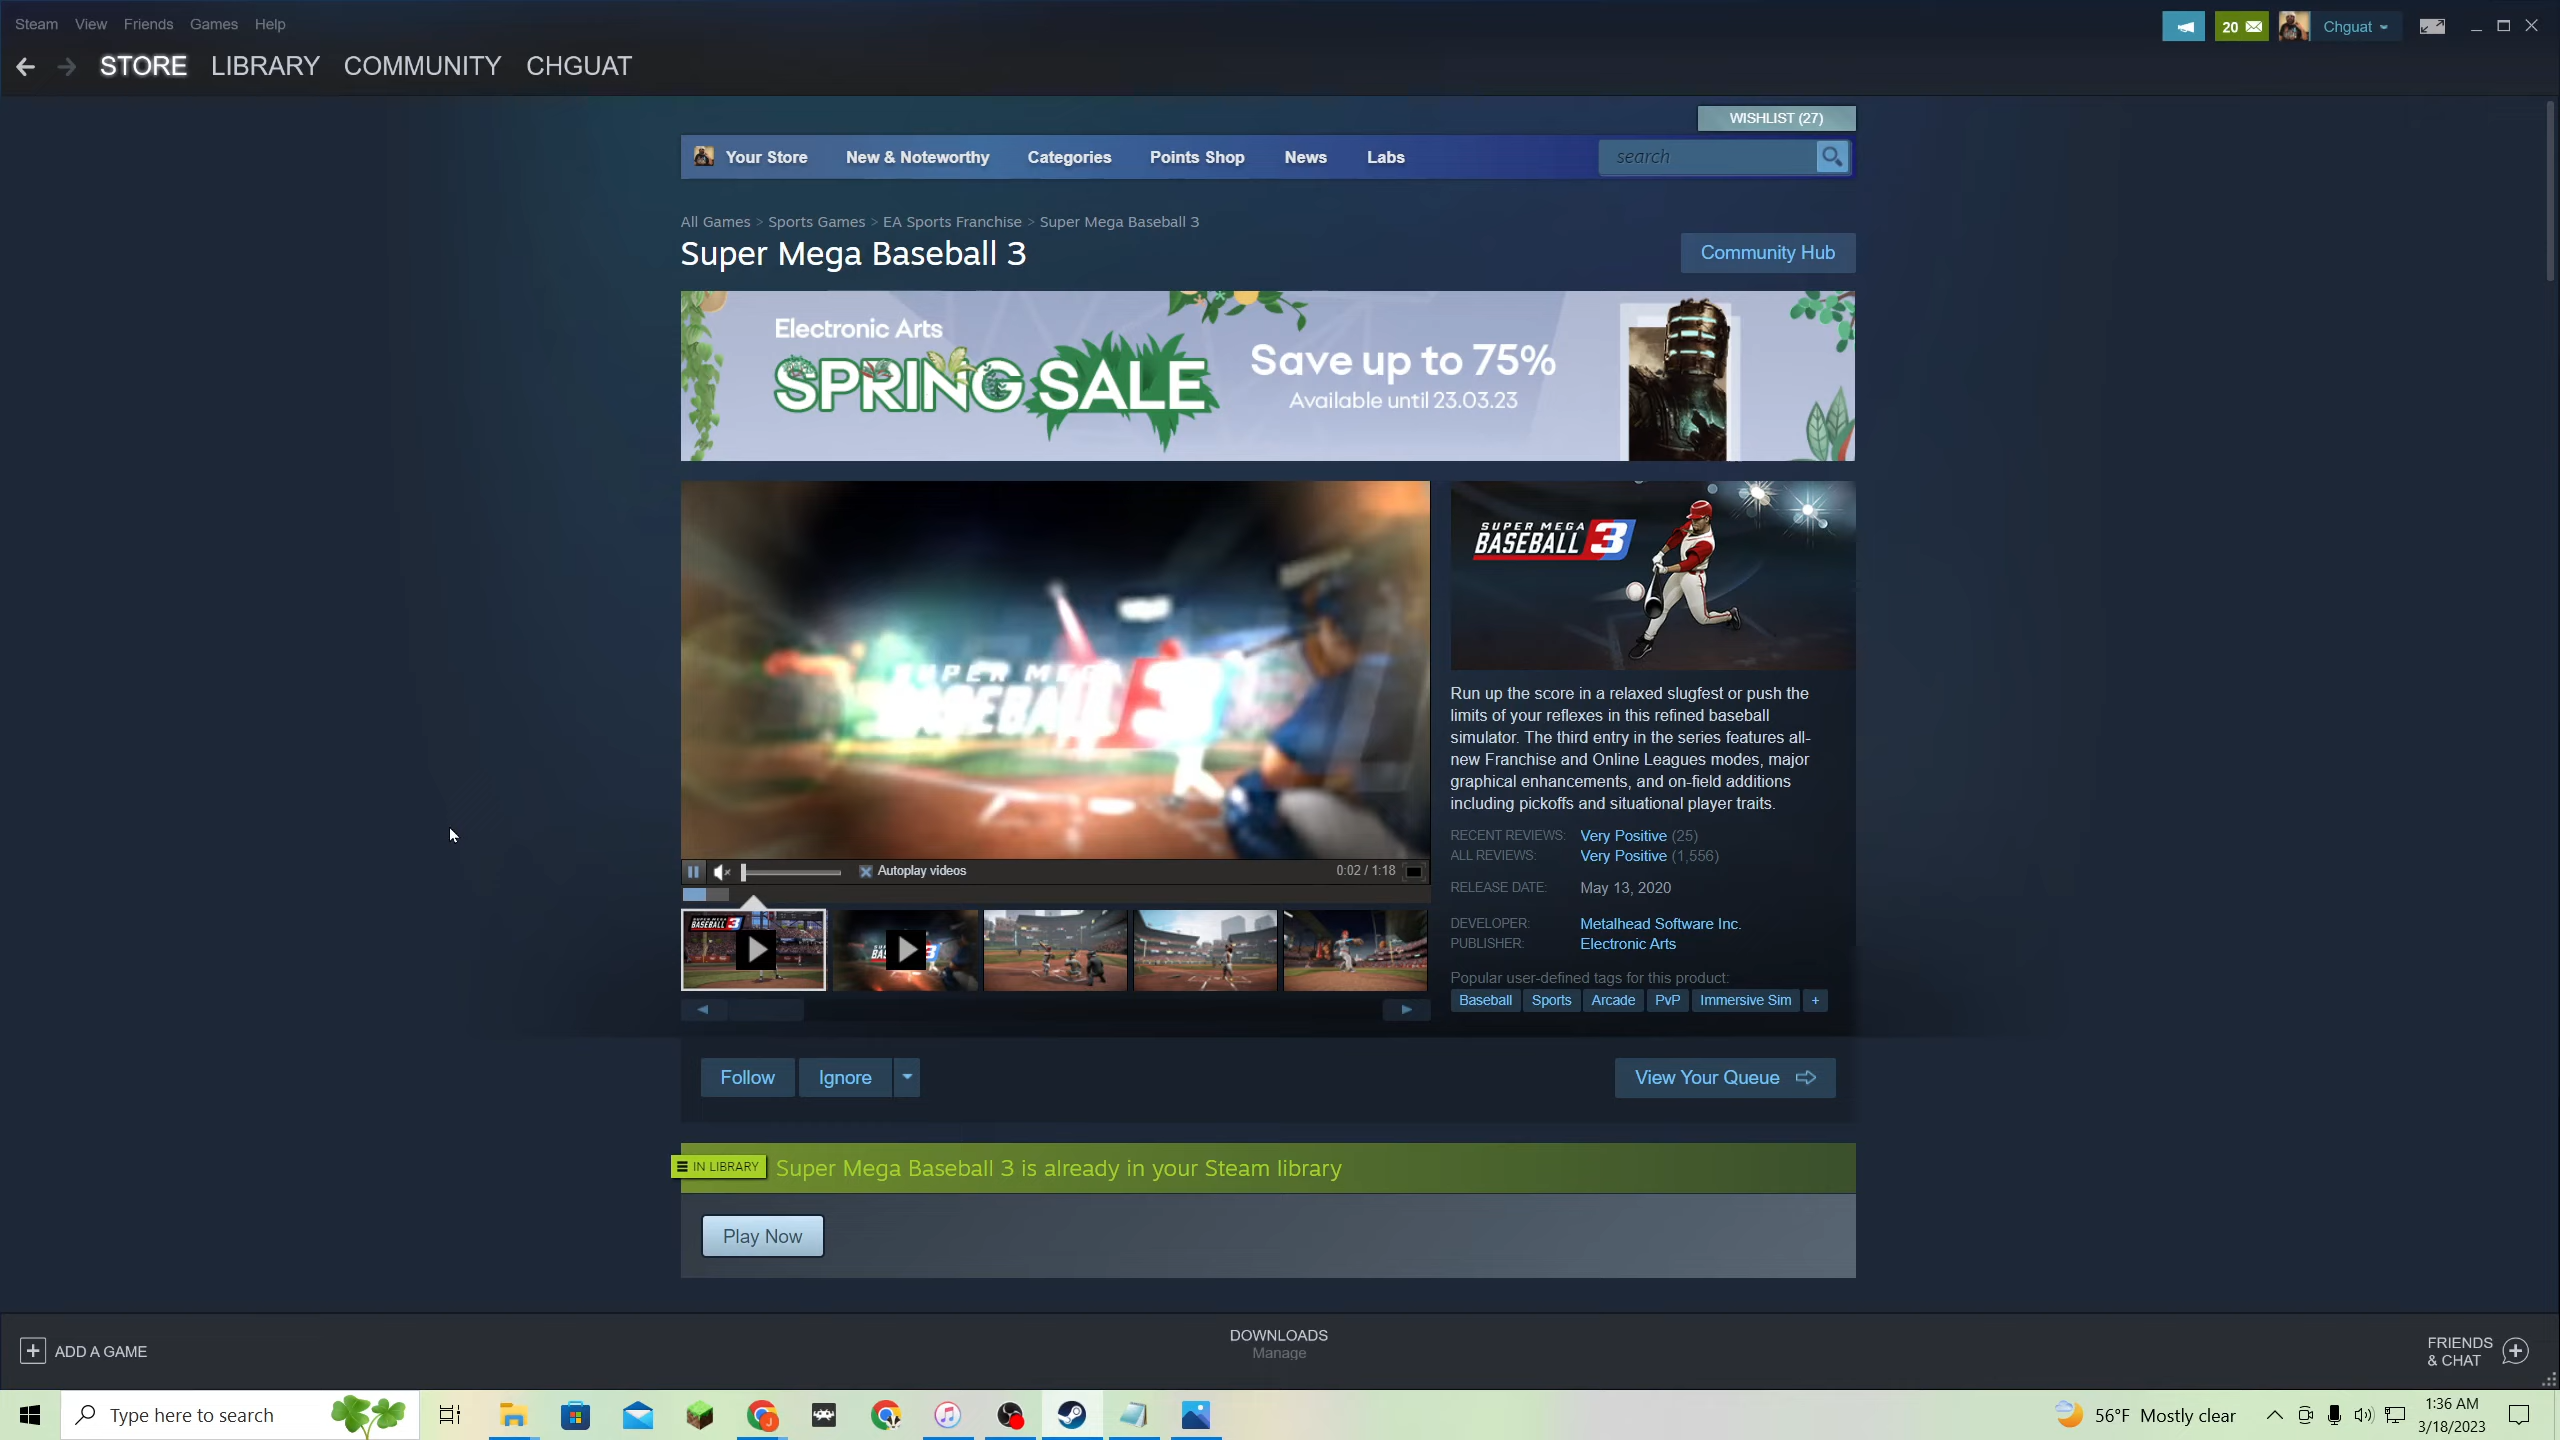 Steam View Friends Games Help
20 Chguat
STORE LIBRARY COMMUNITY CHGUAT
WISHLIST (27)
Your Store New & Noteworthy Categories Points Shop News Labs search
All Games > Sports Games > EA Sports Franchise > Super Mega Baseball 3
Super Mega Baseball 3
Community Hub
Electronic Arts
SPRING SALE
Save up to 75%
Available until 23.03.23
SUPER MEGA
BASEBALL 3
SUPER MEGA
BASEBALL 3
Run up the score in a relaxed slugfest or push the
limits of your reflexes in this refined baseball
simulator. The third entry in the series features all-
new Franchise and Online Leagues modes, major
graphical enhancements, and on-field additions
including pickoffs and situational player traits.
RECENT REVIEWS: Very Positive (25)
ALL REVIEWS: Very Positive (1,556)
RELEASE DATE: May 13, 2020
DEVELOPER: Metalhead Software Inc.
PUBLISHER: Electronic Arts
Popular user-defined tags for this product:
Baseball Sports Arcade PvP Immersive Sim +
Autoplay videos 0:02 / 1:18
BASEBALL 3
Follow Ignore View Your Queue
IN LIBRARY Super Mega Baseball 3 is already in your Steam library
Play Now
ADD A GAME
DOWNLOADS
Manage
FRIENDS
& CHAT
Type here to search
56°F Mostly clear
1:36 AM
3/18/2023